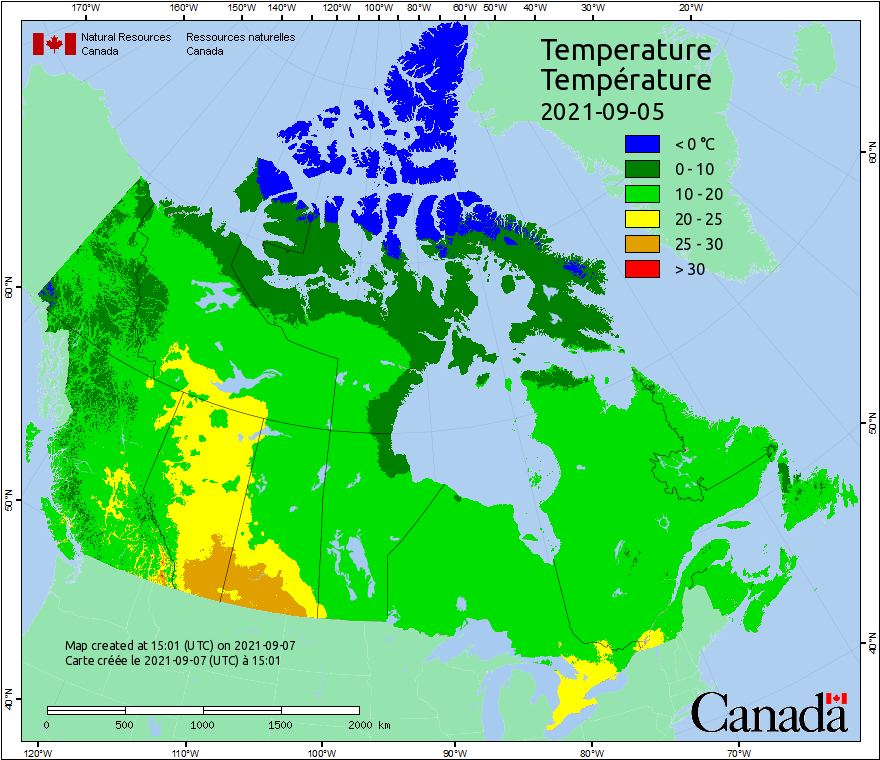 170°W 160°W 150°W 140°W 120°W 100°W 80°W 60°W 50°W 40°W 30°W 20°W
Natural Resources Ressources naturelles
Canada Canada
Temperature
Température
2021-09-05
< 0 °C
0 - 10
10 - 20
20 - 25
25 - 30
> 30
60°N
60°N
50°N
50°N
40°N
40°N
Map created at 15:01 (UTC) on 2021-09-07
Carte créée le 2021-09-07 (UTC) à 15:01
0 500 1000 1500 2000 km
Canada
120°W 110°W 100°W 90°W 80°W 70°W